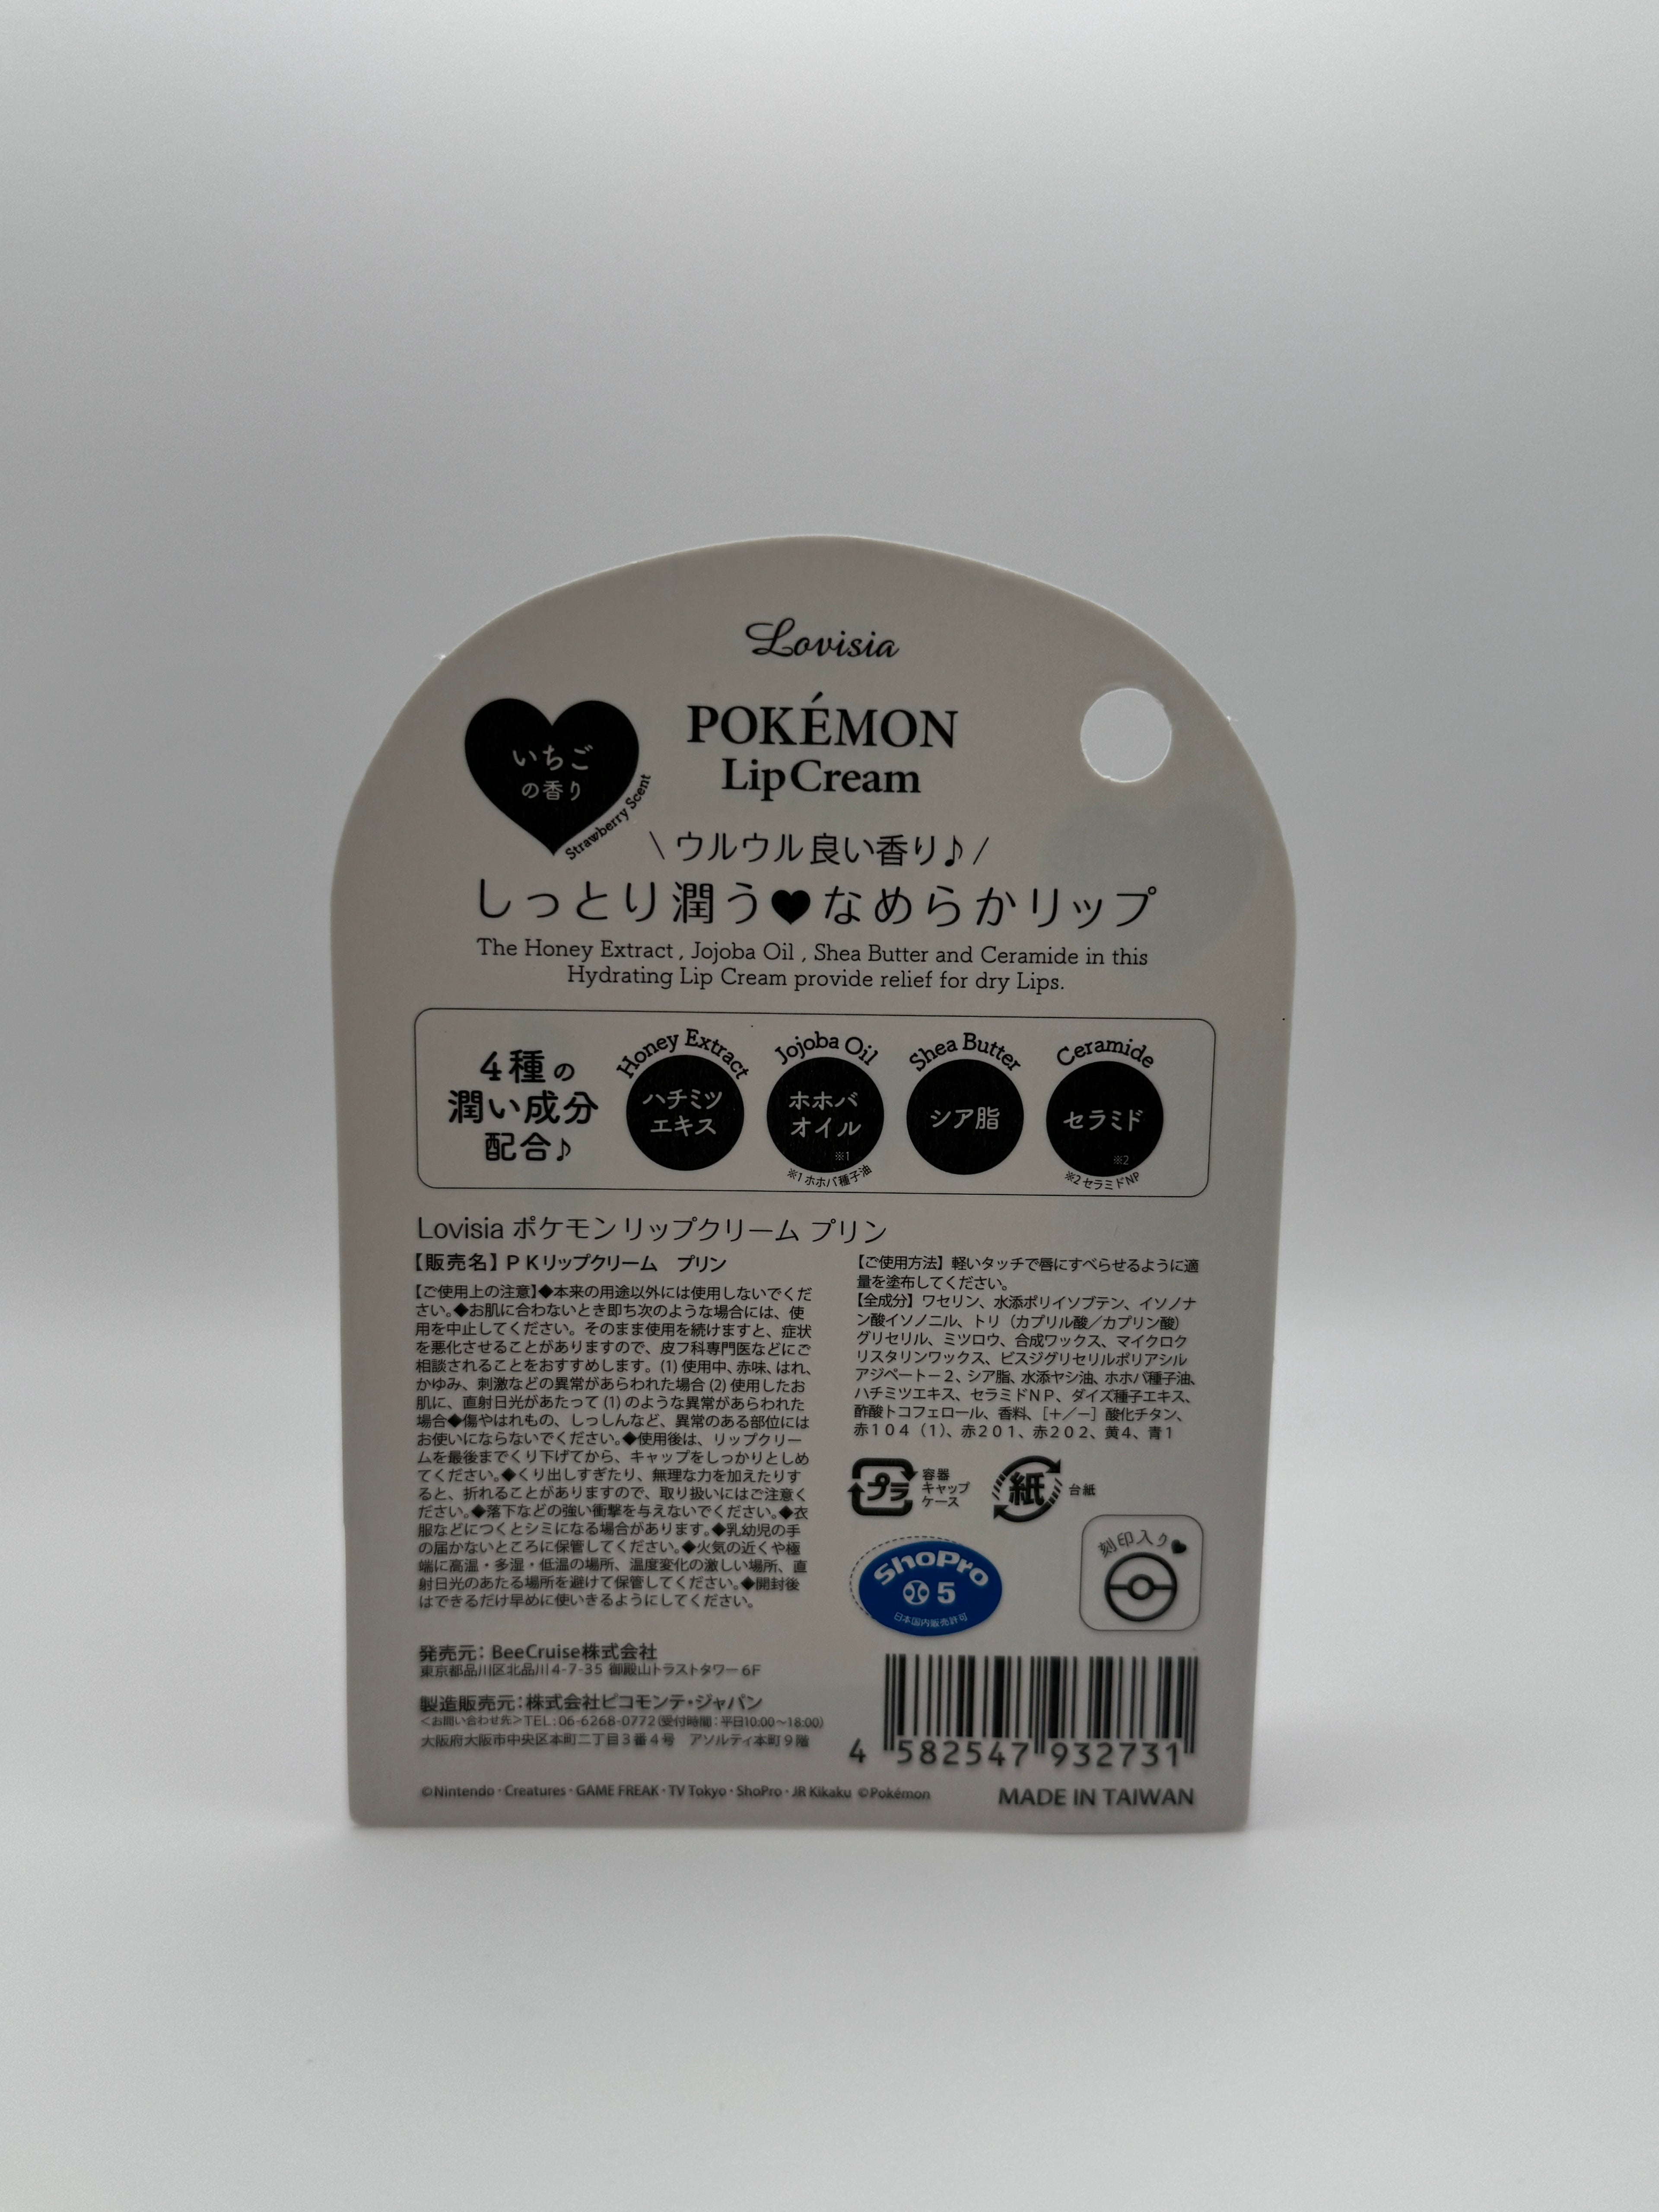 Lovisia
いちご
の香り
Strawberry Scent
POKÉMON
Lip Cream
\ ウルウル良い香り♪ /
しっとり潤う♥なめらかリップ
The Honey Extract , Jojoba Oil , Shea Butter and Ceramide in this
Hydrating Lip Cream provide relief for dry Lips.
4種の
潤い成分
配合♪
Honey Extract
ハチミツ
エキス
Jojoba Oil
ホホバ
オイル
※1
※1ホホバ種子油
Shea Butter
シア脂
Ceramide
セラミド
※2
※2セラミドNP
Lovisia ポケモンリップクリーム プリン
【販売名】ＰＫリップクリーム　プリン
【ご使用上の注意】◆本来の用途以外には使用しないでくだ
さい。◆お肌に合わないとき即ち次のような場合には、使
用を中止してください。そのまま使用を続けますと、症状
を悪化させることがありますので、皮フ科専門医などにご
相談されることをおすすめします。(1) 使用中、赤味、はれ、
かゆみ、刺激などの異常があらわれた場合 (2) 使用したお
肌に、直射日光があたって (1) のような異常があらわれた
場合◆傷やはれもの、しっしんなど、異常のある部位には
お使いにならないでください。◆使用後は、リップクリー
ムを最後までくり下げてから、キャップをしっかりとしめ
てください。◆くり出しすぎたり、無理な力を加えたりす
ると、折れることがありますので、取り扱いにはご注意く
ださい。◆落下などの強い衝撃を与えないでください。◆衣
服などにつくとシミになる場合があります。◆乳幼児の手
の届かないところに保管してください。◆火気の近くや極
端に高温・多湿・低温の場所、温度変化の激しい場所、直
射日光のあたる場所を避けて保管してください。◆開封後
はできるだけ早めに使いきるようにしてください。
【ご使用方法】軽いタッチで唇にすべらせるように適
量を塗布してください。
【全成分】ワセリン、水添ポリイソブテン、イソノナ
ン酸イソノニル、トリ（カプリル酸／カプリン酸）
グリセリル、ミツロウ、合成ワックス、マイクロク
リスタリンワックス、ビスジグリセリルポリアシル
アジペート－２、シア脂、水添ヤシ油、ホホバ種子油、
ハチミツエキス、セラミドＮＰ、ダイズ種子エキス、
酢酸トコフェロール、香料、［＋／－］酸化チタン、
赤１０４（１）、赤２０１、赤２０２、黄４、青１
プラ
容器
キャップ
ケース
紙
台紙
ShoPro
5
日本国内販売許可
刻印入り♥
発売元：BeeCruise株式会社
東京都品川区北品川4-7-35 御殿山トラストタワー6F
製造販売元：株式会社ピコモンテ・ジャパン
＜お問い合わせ先＞TEL：06-6268-0772（受付時間：平日10:00～18:00）
大阪府大阪市中央区本町二丁目３番４号　アソルティ本町９階
4 582547 932731
©Nintendo・Creatures・GAME FREAK・TV Tokyo・ShoPro・JR Kikaku ©Pokémon
MADE IN TAIWAN